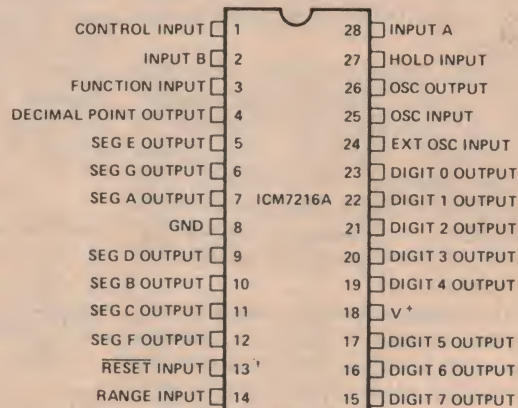 CONTROL INPUT 1 28 INPUT A
INPUT B 2 27 HOLD INPUT
FUNCTION INPUT 3 26 OSC OUTPUT
DECIMAL POINT OUTPUT 4 25 OSC INPUT
SEG E OUTPUT 5 24 EXT OSC INPUT
SEG G OUTPUT 6 23 DIGIT 0 OUTPUT
SEG A OUTPUT 7 ICM7216A 22 DIGIT 1 OUTPUT
GND 8 21 DIGIT 2 OUTPUT
SEG D OUTPUT 9 20 DIGIT 3 OUTPUT
SEG B OUTPUT 10 19 DIGIT 4 OUTPUT
SEG C OUTPUT 11 18 V+
SEG F OUTPUT 12 17 DIGIT 5 OUTPUT
RESET INPUT 13 16 DIGIT 6 OUTPUT
RANGE INPUT 14 15 DIGIT 7 OUTPUT